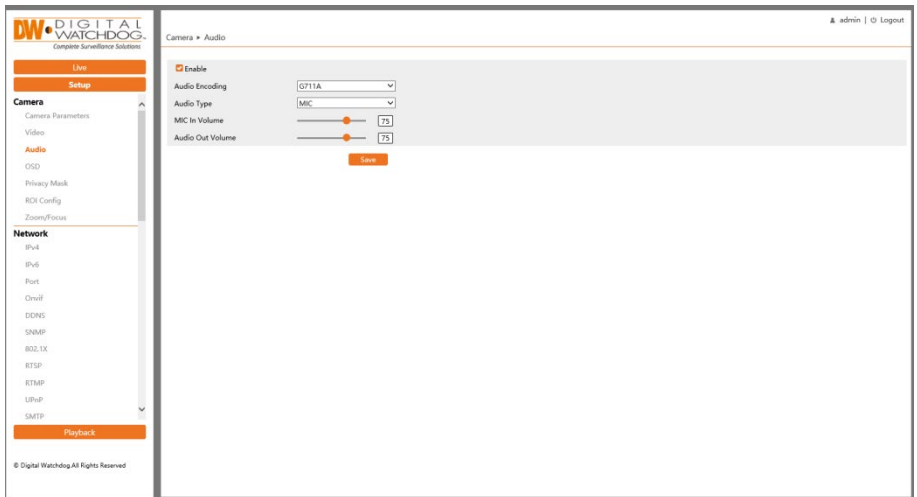 DW DIGITAL
WATCHDOG
Complete Surveillance Solutions
admin | Logout
Camera ▸ Audio
Live
Setup
Camera
Camera Parameters
Video
Audio
OSD
Privacy Mask
ROI Config
Zoom/Focus
Network
IPv4
IPv6
Port
Onvif
DDNS
SNMP
802.1X
RTSP
RTMP
UPnP
SMTP
Playback
© Digital Watchdog.All Rights Reserved
Enable
Audio Encoding G711A
Audio Type MIC
MIC In Volume 75
Audio Out Volume 75
Save